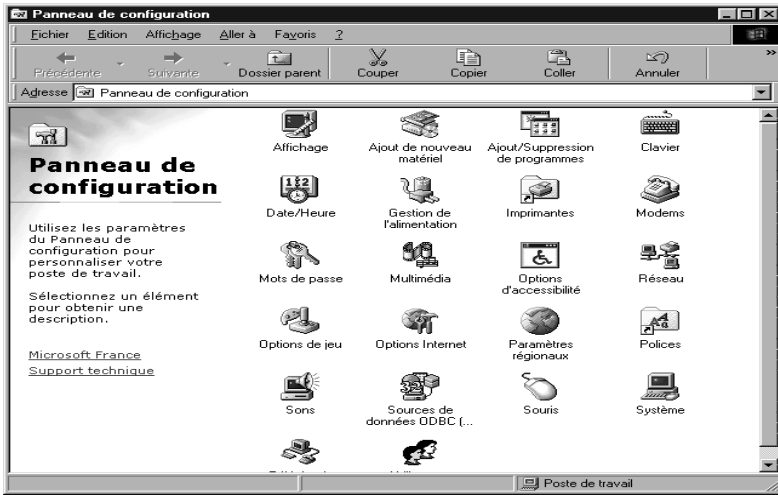 Panneau de configuration
Fichier Edition Affichage Aller à Favoris ?
Précédente Suivante Dossier parent Couper Copier Coller Annuler »
Adresse Panneau de configuration
Panneau de
configuration
Utilisez les paramètres
du Panneau de
configuration pour
personnaliser votre
poste de travail.
Sélectionnez un élément
pour obtenir une
description.
Microsoft France
Support technique
Affichage
Ajout de nouveau
matériel
Ajout/Suppression
de programmes
Clavier
Date/Heure
Gestion de
l'alimentation
Imprimantes
Modems
Mots de passe
Multimédia
Options
d'accessibilité
Réseau
Options de jeu
Options Internet
Paramètres
régionaux
Polices
Sons
Sources de
données ODBC (...
Souris
Système
Poste de travail